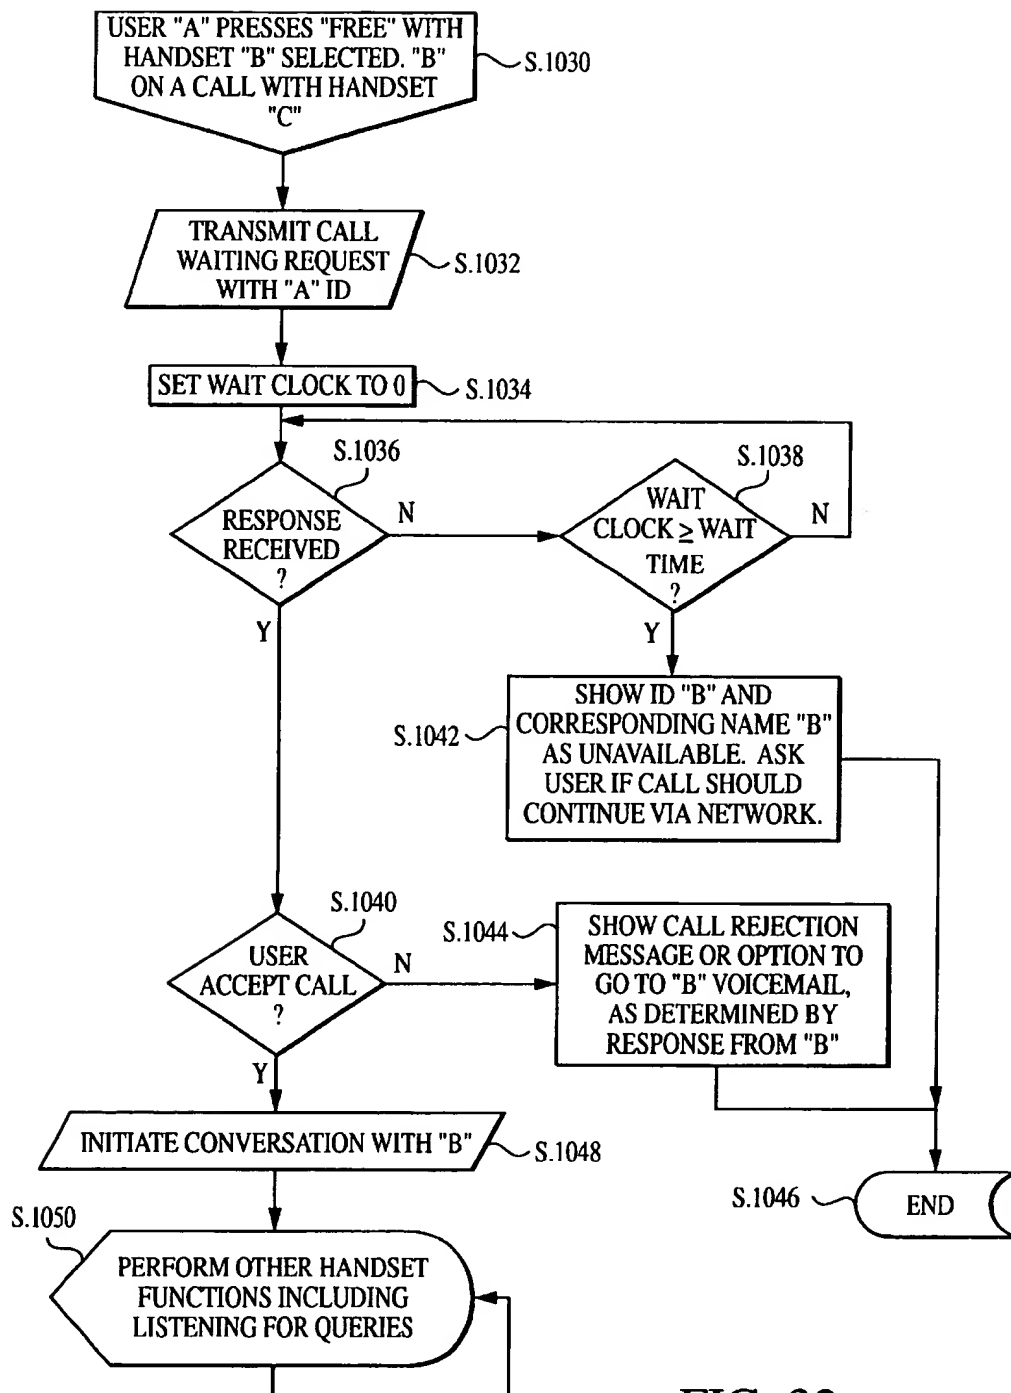 USER "A" PRESSES "FREE" WITH
HANDSET "B" SELECTED. "B"
ON A CALL WITH HANDSET
"C"
S.1030
TRANSMIT CALL
WAITING REQUEST
WITH "A" ID
S.1032
SET WAIT CLOCK TO 0
S.1034
S.1036
RESPONSE
RECEIVED
?
N
Y
S.1038
WAIT
CLOCK ≥ WAIT
TIME
?
N
Y
S.1042
SHOW ID "B" AND
CORRESPONDING NAME "B"
AS UNAVAILABLE. ASK
USER IF CALL SHOULD
CONTINUE VIA NETWORK.
S.1040
USER
ACCEPT CALL
?
N
Y
S.1044
SHOW CALL REJECTION
MESSAGE OR OPTION TO
GO TO "B" VOICEMAIL,
AS DETERMINED BY
RESPONSE FROM "B"
INITIATE CONVERSATION WITH "B"
S.1048
S.1046
END
S.1050
PERFORM OTHER HANDSET
FUNCTIONS INCLUDING
LISTENING FOR QUERIES